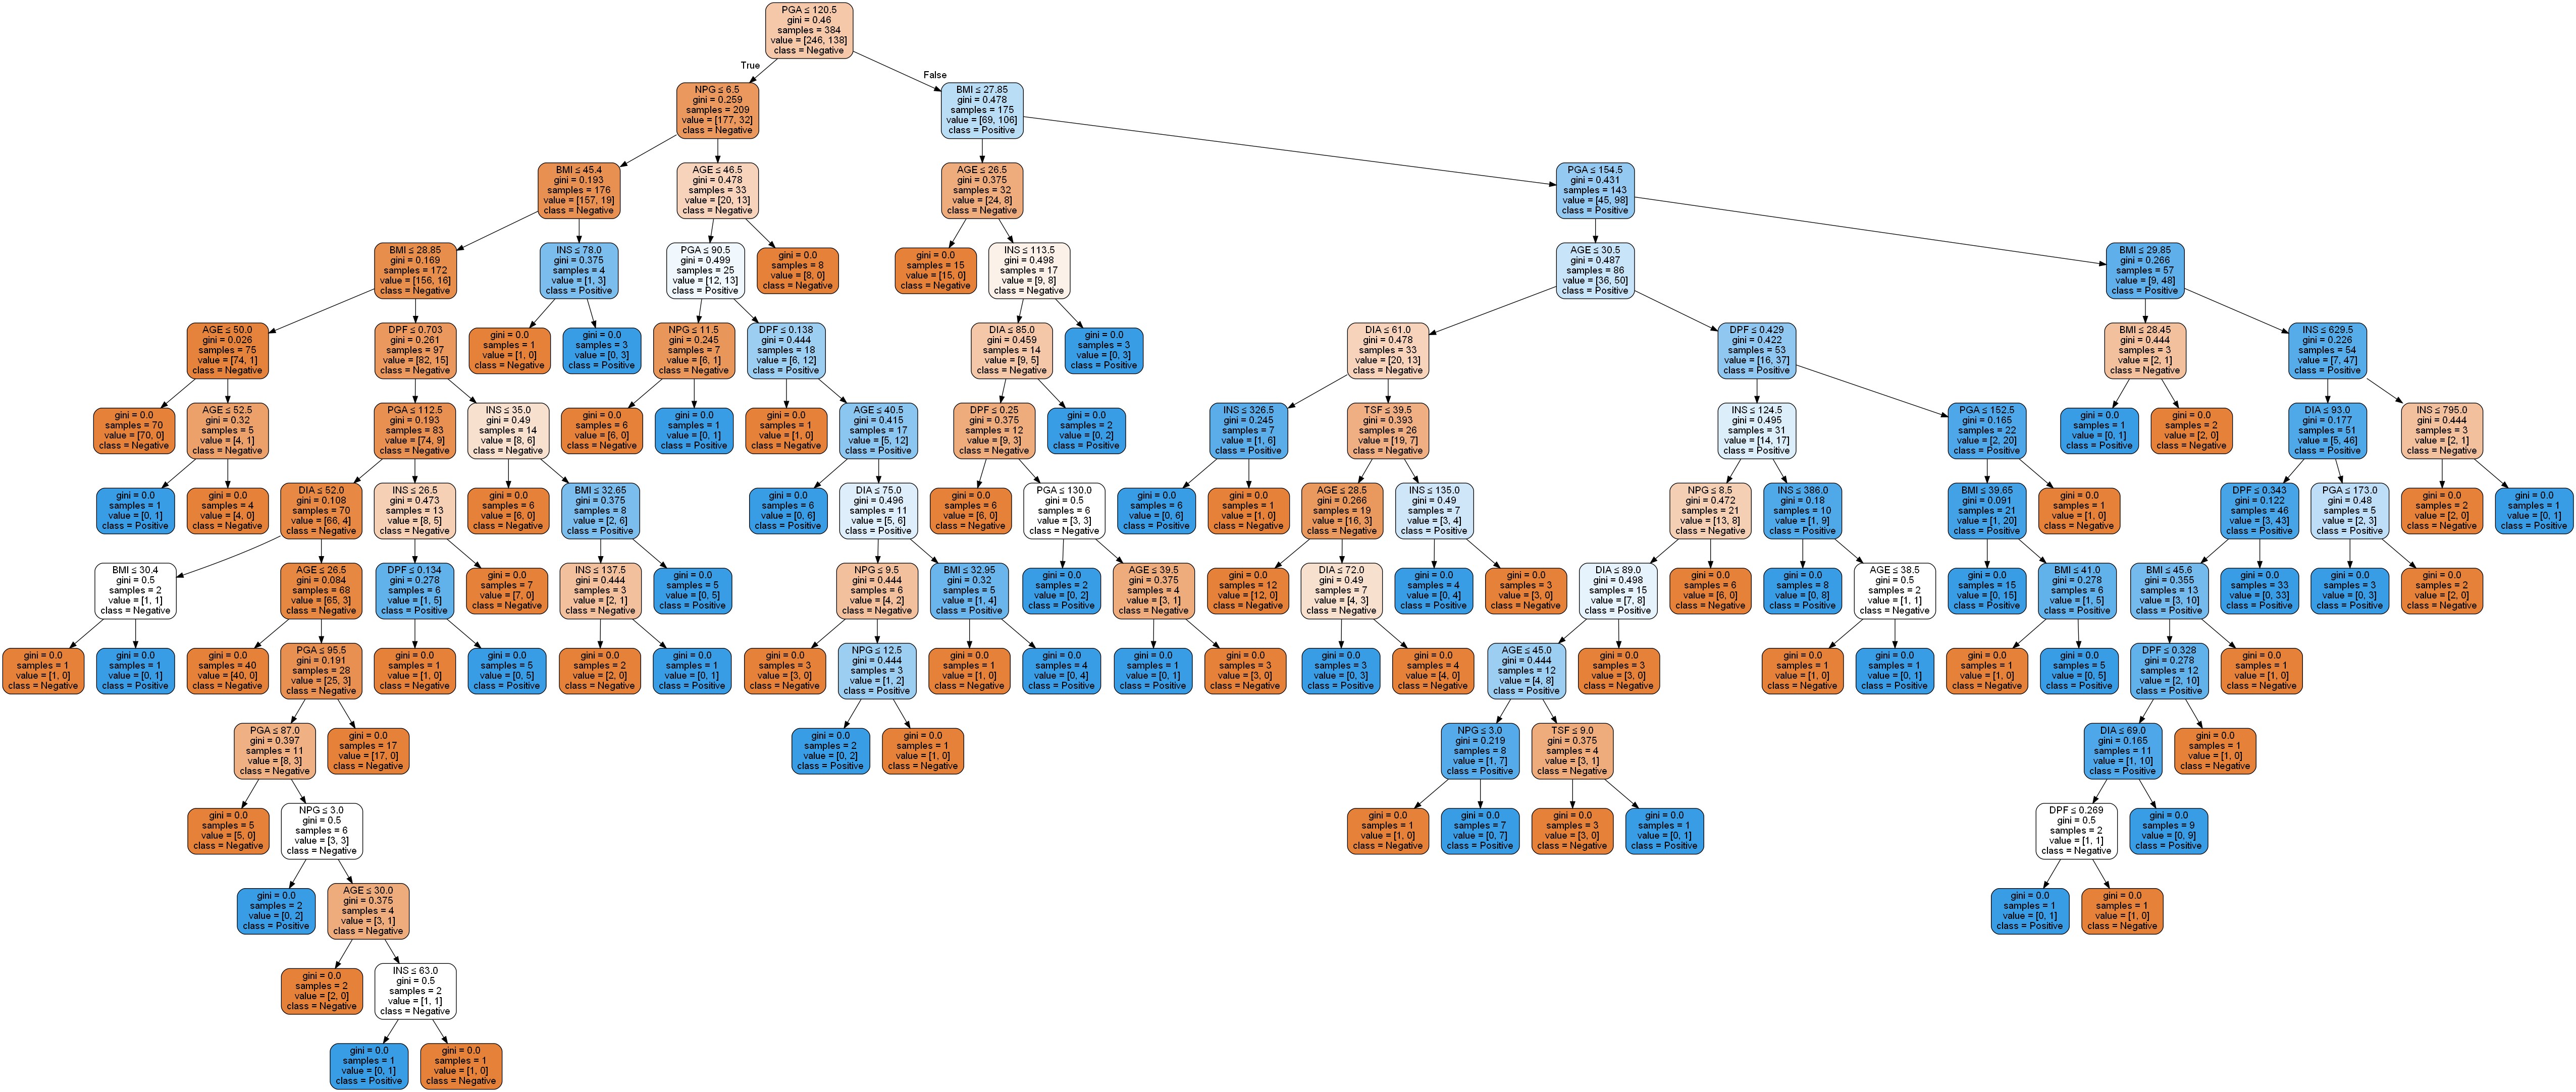 PGA ≤ 120.5
gini = 0.46
samples = 384
value = [246, 138]
class = Negative
True
False
NPG ≤ 6.5
gini = 0.259
samples = 209
value = [177, 32]
class = Negative
BMI ≤ 27.85
gini = 0.478
samples = 175
value = [69, 106]
class = Positive
BMI ≤ 45.4
gini = 0.193
samples = 176
value = [157, 19]
class = Negative
AGE ≤ 46.5
gini = 0.478
samples = 33
value = [20, 13]
class = Negative
AGE ≤ 26.5
gini = 0.375
samples = 32
value = [24, 8]
class = Negative
PGA ≤ 154.5
gini = 0.431
samples = 143
value = [45, 98]
class = Positive
BMI ≤ 28.85
gini = 0.169
samples = 172
value = [156, 16]
class = Negative
INS ≤ 78.0
gini = 0.375
samples = 4
value = [1, 3]
class = Positive
PGA ≤ 90.5
gini = 0.499
samples = 25
value = [12, 13]
class = Positive
gini = 0.0
samples = 8
value = [8, 0]
class = Negative
gini = 0.0
samples = 15
value = [15, 0]
class = Negative
INS ≤ 113.5
gini = 0.498
samples = 17
value = [9, 8]
class = Negative
AGE ≤ 30.5
gini = 0.487
samples = 86
value = [36, 50]
class = Positive
BMI ≤ 29.85
gini = 0.266
samples = 57
value = [9, 48]
class = Positive
AGE ≤ 50.0
gini = 0.026
samples = 75
value = [74, 1]
class = Negative
DPF ≤ 0.703
gini = 0.261
samples = 97
value = [82, 15]
class = Negative
gini = 0.0
samples = 1
value = [1, 0]
class = Negative
gini = 0.0
samples = 3
value = [0, 3]
class = Positive
NPG ≤ 11.5
gini = 0.245
samples = 7
value = [6, 1]
class = Negative
DPF ≤ 0.138
gini = 0.444
samples = 18
value = [6, 12]
class = Positive
DIA ≤ 85.0
gini = 0.459
samples = 14
value = [9, 5]
class = Negative
gini = 0.0
samples = 3
value = [0, 3]
class = Positive
DIA ≤ 61.0
gini = 0.478
samples = 33
value = [20, 13]
class = Negative
DPF ≤ 0.429
gini = 0.422
samples = 53
value = [16, 37]
class = Positive
BMI ≤ 28.45
gini = 0.444
samples = 3
value = [2, 1]
class = Negative
INS ≤ 629.5
gini = 0.226
samples = 54
value = [7, 47]
class = Positive
gini = 0.0
samples = 70
value = [70, 0]
class = Negative
AGE ≤ 52.5
gini = 0.32
samples = 5
value = [4, 1]
class = Negative
PGA ≤ 112.5
gini = 0.193
samples = 83
value = [74, 9]
class = Negative
INS ≤ 35.0
gini = 0.49
samples = 14
value = [8, 6]
class = Negative
gini = 0.0
samples = 6
value = [6, 0]
class = Negative
gini = 0.0
samples = 1
value = [0, 1]
class = Positive
gini = 0.0
samples = 1
value = [1, 0]
class = Negative
AGE ≤ 40.5
gini = 0.415
samples = 17
value = [5, 12]
class = Positive
DPF ≤ 0.25
gini = 0.375
samples = 12
value = [9, 3]
class = Negative
gini = 0.0
samples = 2
value = [0, 2]
class = Positive
INS ≤ 326.5
gini = 0.245
samples = 7
value = [1, 6]
class = Positive
TSF ≤ 39.5
gini = 0.393
samples = 26
value = [19, 7]
class = Negative
INS ≤ 124.5
gini = 0.495
samples = 31
value = [14, 17]
class = Positive
PGA ≤ 152.5
gini = 0.165
samples = 22
value = [2, 20]
class = Positive
gini = 0.0
samples = 1
value = [0, 1]
class = Positive
gini = 0.0
samples = 2
value = [2, 0]
class = Negative
DIA ≤ 93.0
gini = 0.177
samples = 51
value = [5, 46]
class = Positive
INS ≤ 795.0
gini = 0.444
samples = 3
value = [2, 1]
class = Negative
gini = 0.0
samples = 1
value = [0, 1]
class = Positive
gini = 0.0
samples = 4
value = [4, 0]
class = Negative
DIA ≤ 52.0
gini = 0.108
samples = 70
value = [66, 4]
class = Negative
INS ≤ 26.5
gini = 0.473
samples = 13
value = [8, 5]
class = Negative
gini = 0.0
samples = 6
value = [6, 0]
class = Negative
BMI ≤ 32.65
gini = 0.375
samples = 8
value = [2, 6]
class = Positive
gini = 0.0
samples = 6
value = [0, 6]
class = Positive
DIA ≤ 75.0
gini = 0.496
samples = 11
value = [5, 6]
class = Positive
gini = 0.0
samples = 6
value = [6, 0]
class = Negative
PGA ≤ 130.0
gini = 0.5
samples = 6
value = [3, 3]
class = Negative
gini = 0.0
samples = 6
value = [0, 6]
class = Positive
gini = 0.0
samples = 1
value = [1, 0]
class = Negative
AGE ≤ 28.5
gini = 0.266
samples = 19
value = [16, 3]
class = Negative
INS ≤ 135.0
gini = 0.49
samples = 7
value = [3, 4]
class = Positive
NPG ≤ 8.5
gini = 0.472
samples = 21
value = [13, 8]
class = Negative
INS ≤ 386.0
gini = 0.18
samples = 10
value = [1, 9]
class = Positive
BMI ≤ 39.65
gini = 0.091
samples = 21
value = [1, 20]
class = Positive
gini = 0.0
samples = 1
value = [1, 0]
class = Negative
DPF ≤ 0.343
gini = 0.122
samples = 46
value = [3, 43]
class = Positive
PGA ≤ 173.0
gini = 0.48
samples = 5
value = [2, 3]
class = Positive
gini = 0.0
samples = 2
value = [2, 0]
class = Negative
gini = 0.0
samples = 1
value = [0, 1]
class = Positive
BMI ≤ 30.4
gini = 0.5
samples = 2
value = [1, 1]
class = Negative
AGE ≤ 26.5
gini = 0.084
samples = 68
value = [65, 3]
class = Negative
DPF ≤ 0.134
gini = 0.278
samples = 6
value = [1, 5]
class = Positive
gini = 0.0
samples = 7
value = [7, 0]
class = Negative
INS ≤ 137.5
gini = 0.444
samples = 3
value = [2, 1]
class = Negative
gini = 0.0
samples = 5
value = [0, 5]
class = Positive
NPG ≤ 9.5
gini = 0.444
samples = 6
value = [4, 2]
class = Negative
BMI ≤ 32.95
gini = 0.32
samples = 5
value = [1, 4]
class = Positive
gini = 0.0
samples = 2
value = [0, 2]
class = Positive
AGE ≤ 39.5
gini = 0.375
samples = 4
value = [3, 1]
class = Negative
gini = 0.0
samples = 12
value = [12, 0]
class = Negative
DIA ≤ 72.0
gini = 0.49
samples = 7
value = [4, 3]
class = Negative
gini = 0.0
samples = 4
value = [0, 4]
class = Positive
gini = 0.0
samples = 3
value = [3, 0]
class = Negative
DIA ≤ 89.0
gini = 0.498
samples = 15
value = [7, 8]
class = Positive
gini = 0.0
samples = 6
value = [6, 0]
class = Negative
gini = 0.0
samples = 8
value = [0, 8]
class = Positive
AGE ≤ 38.5
gini = 0.5
samples = 2
value = [1, 1]
class = Negative
gini = 0.0
samples = 15
value = [0, 15]
class = Positive
BMI ≤ 41.0
gini = 0.278
samples = 6
value = [1, 5]
class = Positive
BMI ≤ 45.6
gini = 0.355
samples = 13
value = [3, 10]
class = Positive
gini = 0.0
samples = 33
value = [0, 33]
class = Positive
gini = 0.0
samples = 3
value = [0, 3]
class = Positive
gini = 0.0
samples = 2
value = [2, 0]
class = Negative
gini = 0.0
samples = 1
value = [1, 0]
class = Negative
gini = 0.0
samples = 1
value = [0, 1]
class = Positive
gini = 0.0
samples = 40
value = [40, 0]
class = Negative
PGA ≤ 95.5
gini = 0.191
samples = 28
value = [25, 3]
class = Negative
gini = 0.0
samples = 1
value = [1, 0]
class = Negative
gini = 0.0
samples = 5
value = [0, 5]
class = Positive
gini = 0.0
samples = 2
value = [2, 0]
class = Negative
gini = 0.0
samples = 1
value = [0, 1]
class = Positive
gini = 0.0
samples = 3
value = [3, 0]
class = Negative
NPG ≤ 12.5
gini = 0.444
samples = 3
value = [1, 2]
class = Positive
gini = 0.0
samples = 1
value = [1, 0]
class = Negative
gini = 0.0
samples = 4
value = [0, 4]
class = Positive
gini = 0.0
samples = 1
value = [0, 1]
class = Positive
gini = 0.0
samples = 3
value = [3, 0]
class = Negative
gini = 0.0
samples = 3
value = [0, 3]
class = Positive
gini = 0.0
samples = 4
value = [4, 0]
class = Negative
AGE ≤ 45.0
gini = 0.444
samples = 12
value = [4, 8]
class = Positive
gini = 0.0
samples = 3
value = [3, 0]
class = Negative
gini = 0.0
samples = 1
value = [1, 0]
class = Negative
gini = 0.0
samples = 1
value = [0, 1]
class = Positive
gini = 0.0
samples = 1
value = [1, 0]
class = Negative
gini = 0.0
samples = 5
value = [0, 5]
class = Positive
DPF ≤ 0.328
gini = 0.278
samples = 12
value = [2, 10]
class = Positive
gini = 0.0
samples = 1
value = [1, 0]
class = Negative
PGA ≤ 87.0
gini = 0.397
samples = 11
value = [8, 3]
class = Negative
gini = 0.0
samples = 17
value = [17, 0]
class = Negative
gini = 0.0
samples = 2
value = [0, 2]
class = Positive
gini = 0.0
samples = 1
value = [1, 0]
class = Negative
NPG ≤ 3.0
gini = 0.219
samples = 8
value = [1, 7]
class = Positive
TSF ≤ 9.0
gini = 0.375
samples = 4
value = [3, 1]
class = Negative
DIA ≤ 69.0
gini = 0.165
samples = 11
value = [1, 10]
class = Positive
gini = 0.0
samples = 1
value = [1, 0]
class = Negative
gini = 0.0
samples = 5
value = [5, 0]
class = Negative
NPG ≤ 3.0
gini = 0.5
samples = 6
value = [3, 3]
class = Negative
gini = 0.0
samples = 1
value = [1, 0]
class = Negative
gini = 0.0
samples = 7
value = [0, 7]
class = Positive
gini = 0.0
samples = 3
value = [3, 0]
class = Negative
gini = 0.0
samples = 1
value = [0, 1]
class = Positive
DPF ≤ 0.269
gini = 0.5
samples = 2
value = [1, 1]
class = Negative
gini = 0.0
samples = 9
value = [0, 9]
class = Positive
gini = 0.0
samples = 2
value = [0, 2]
class = Positive
AGE ≤ 30.0
gini = 0.375
samples = 4
value = [3, 1]
class = Negative
gini = 0.0
samples = 1
value = [0, 1]
class = Positive
gini = 0.0
samples = 1
value = [1, 0]
class = Negative
gini = 0.0
samples = 2
value = [2, 0]
class = Negative
INS ≤ 63.0
gini = 0.5
samples = 2
value = [1, 1]
class = Negative
gini = 0.0
samples = 1
value = [0, 1]
class = Positive
gini = 0.0
samples = 1
value = [1, 0]
class = Negative